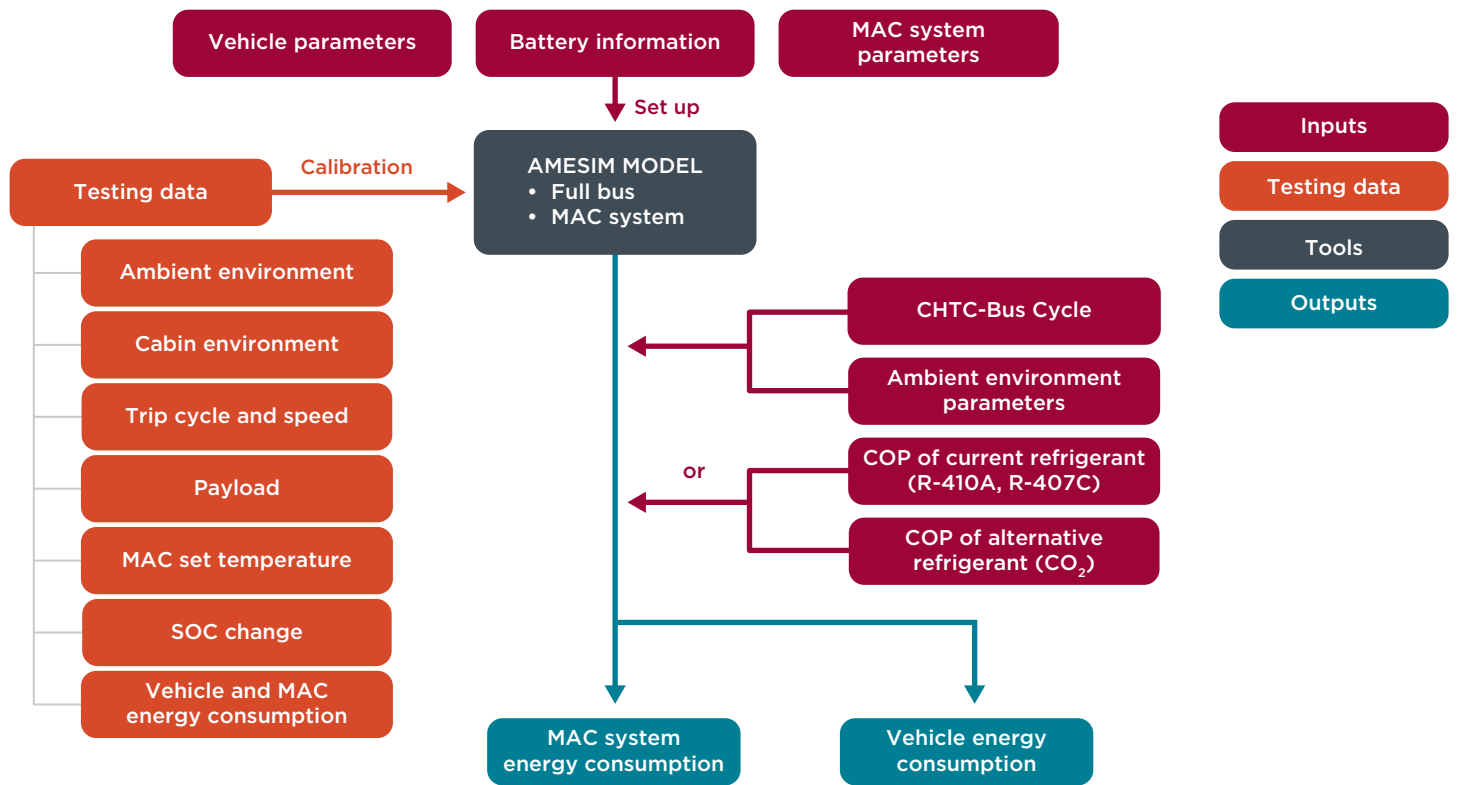 Vehicle parameters
Battery information
MAC system
parameters
Set up
Testing data
Calibration
AMESIM MODEL
• Full bus
• MAC system
Ambient environment
Cabin environment
Trip cycle and speed
Payload
MAC set temperature
SOC change
Vehicle and MAC
energy consumption
CHTC-Bus Cycle
Ambient environment
parameters
or
COP of current refrigerant
(R-410A, R-407C)
COP of alternative
refrigerant (CO₂)
MAC system
energy consumption
Vehicle energy
consumption
Inputs
Testing data
Tools
Outputs